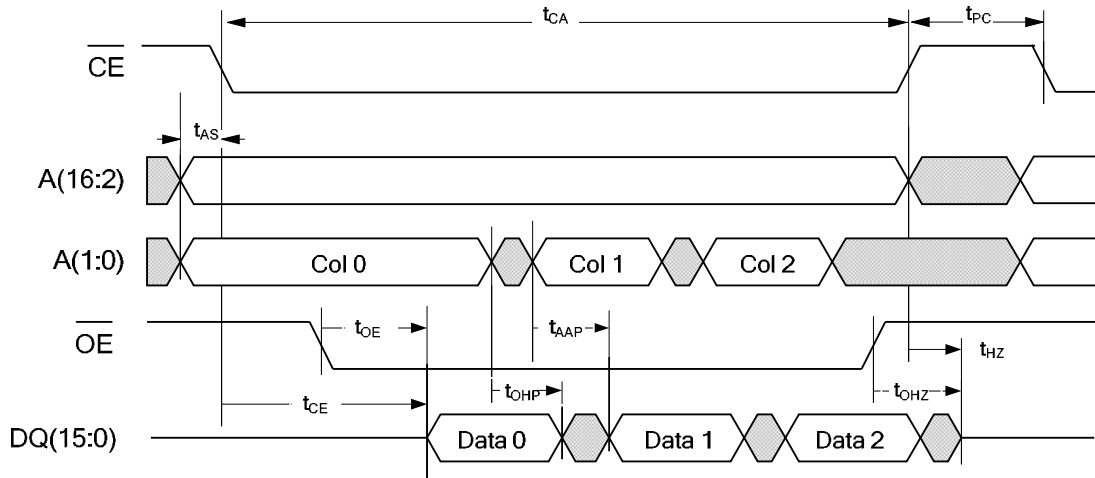 tCA
tPC
CE
tAS
A(16:2)
A(1:0)
Col 0
Col 1
Col 2
OE
tOE
tAAP
tHZ
tCE
tOHP
tOHZ
DQ(15:0)
Data 0
Data 1
Data 2